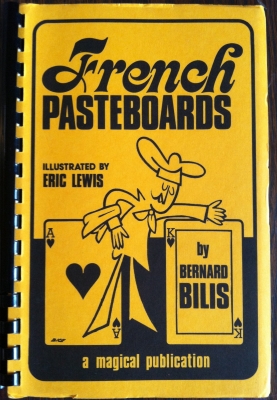 French
PASTEBOARDS
ILLUSTRATED BY
ERIC LEWIS
A
K
by
BERNARD
BILIS
A
K
a magical publication